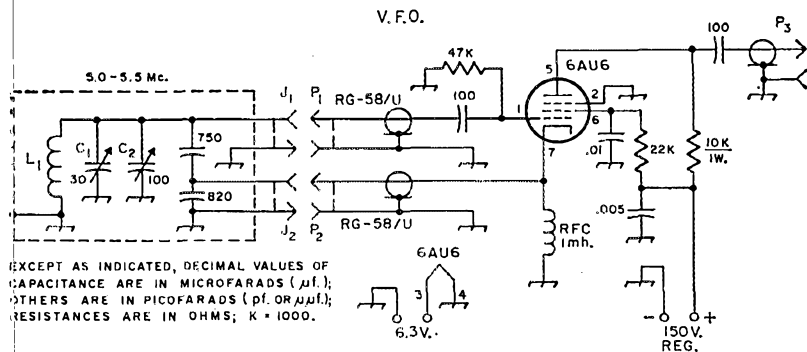 V.F.O.
5.0-5.5 Mc.
L1
C1
30
C2
100
750
820
J1
P1
RG-58/U
J2
P2
RG-58/U
47K
100
1
5
6AU6
2
6
7
.01
22K
10K
1W.
100
P3
.005
RFC
1mh.
6AU6
3
4
6.3V.
- +
150V.
REG.
EXCEPT AS INDICATED, DECIMAL VALUES OF
CAPACITANCE ARE IN MICROFARADS (μf.);
OTHERS ARE IN PICOFARADS (pf. OR μμf.);
RESISTANCES ARE IN OHMS; K = 1000.